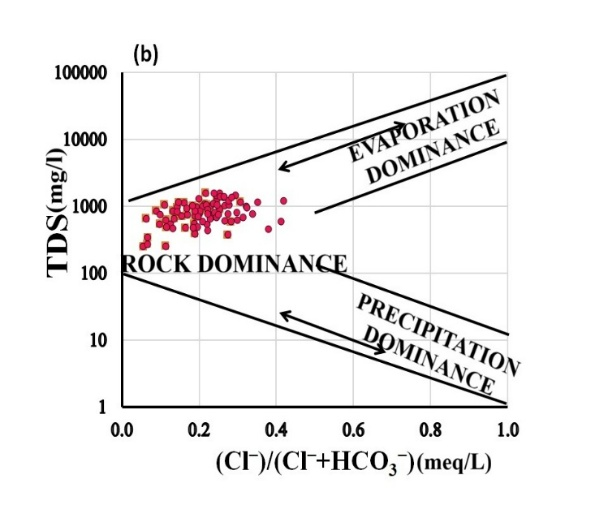 (b)
100000
10000
1000
100
10
1
TDS(mg/l)
EVAPORATION
DOMINANCE
ROCK DOMINANCE
PRECIPITATION
DOMINANCE
0.0 0.2 0.4 0.6 0.8 1.0
(Cl⁻)/(Cl⁻+HCO₃⁻)(meq/L)